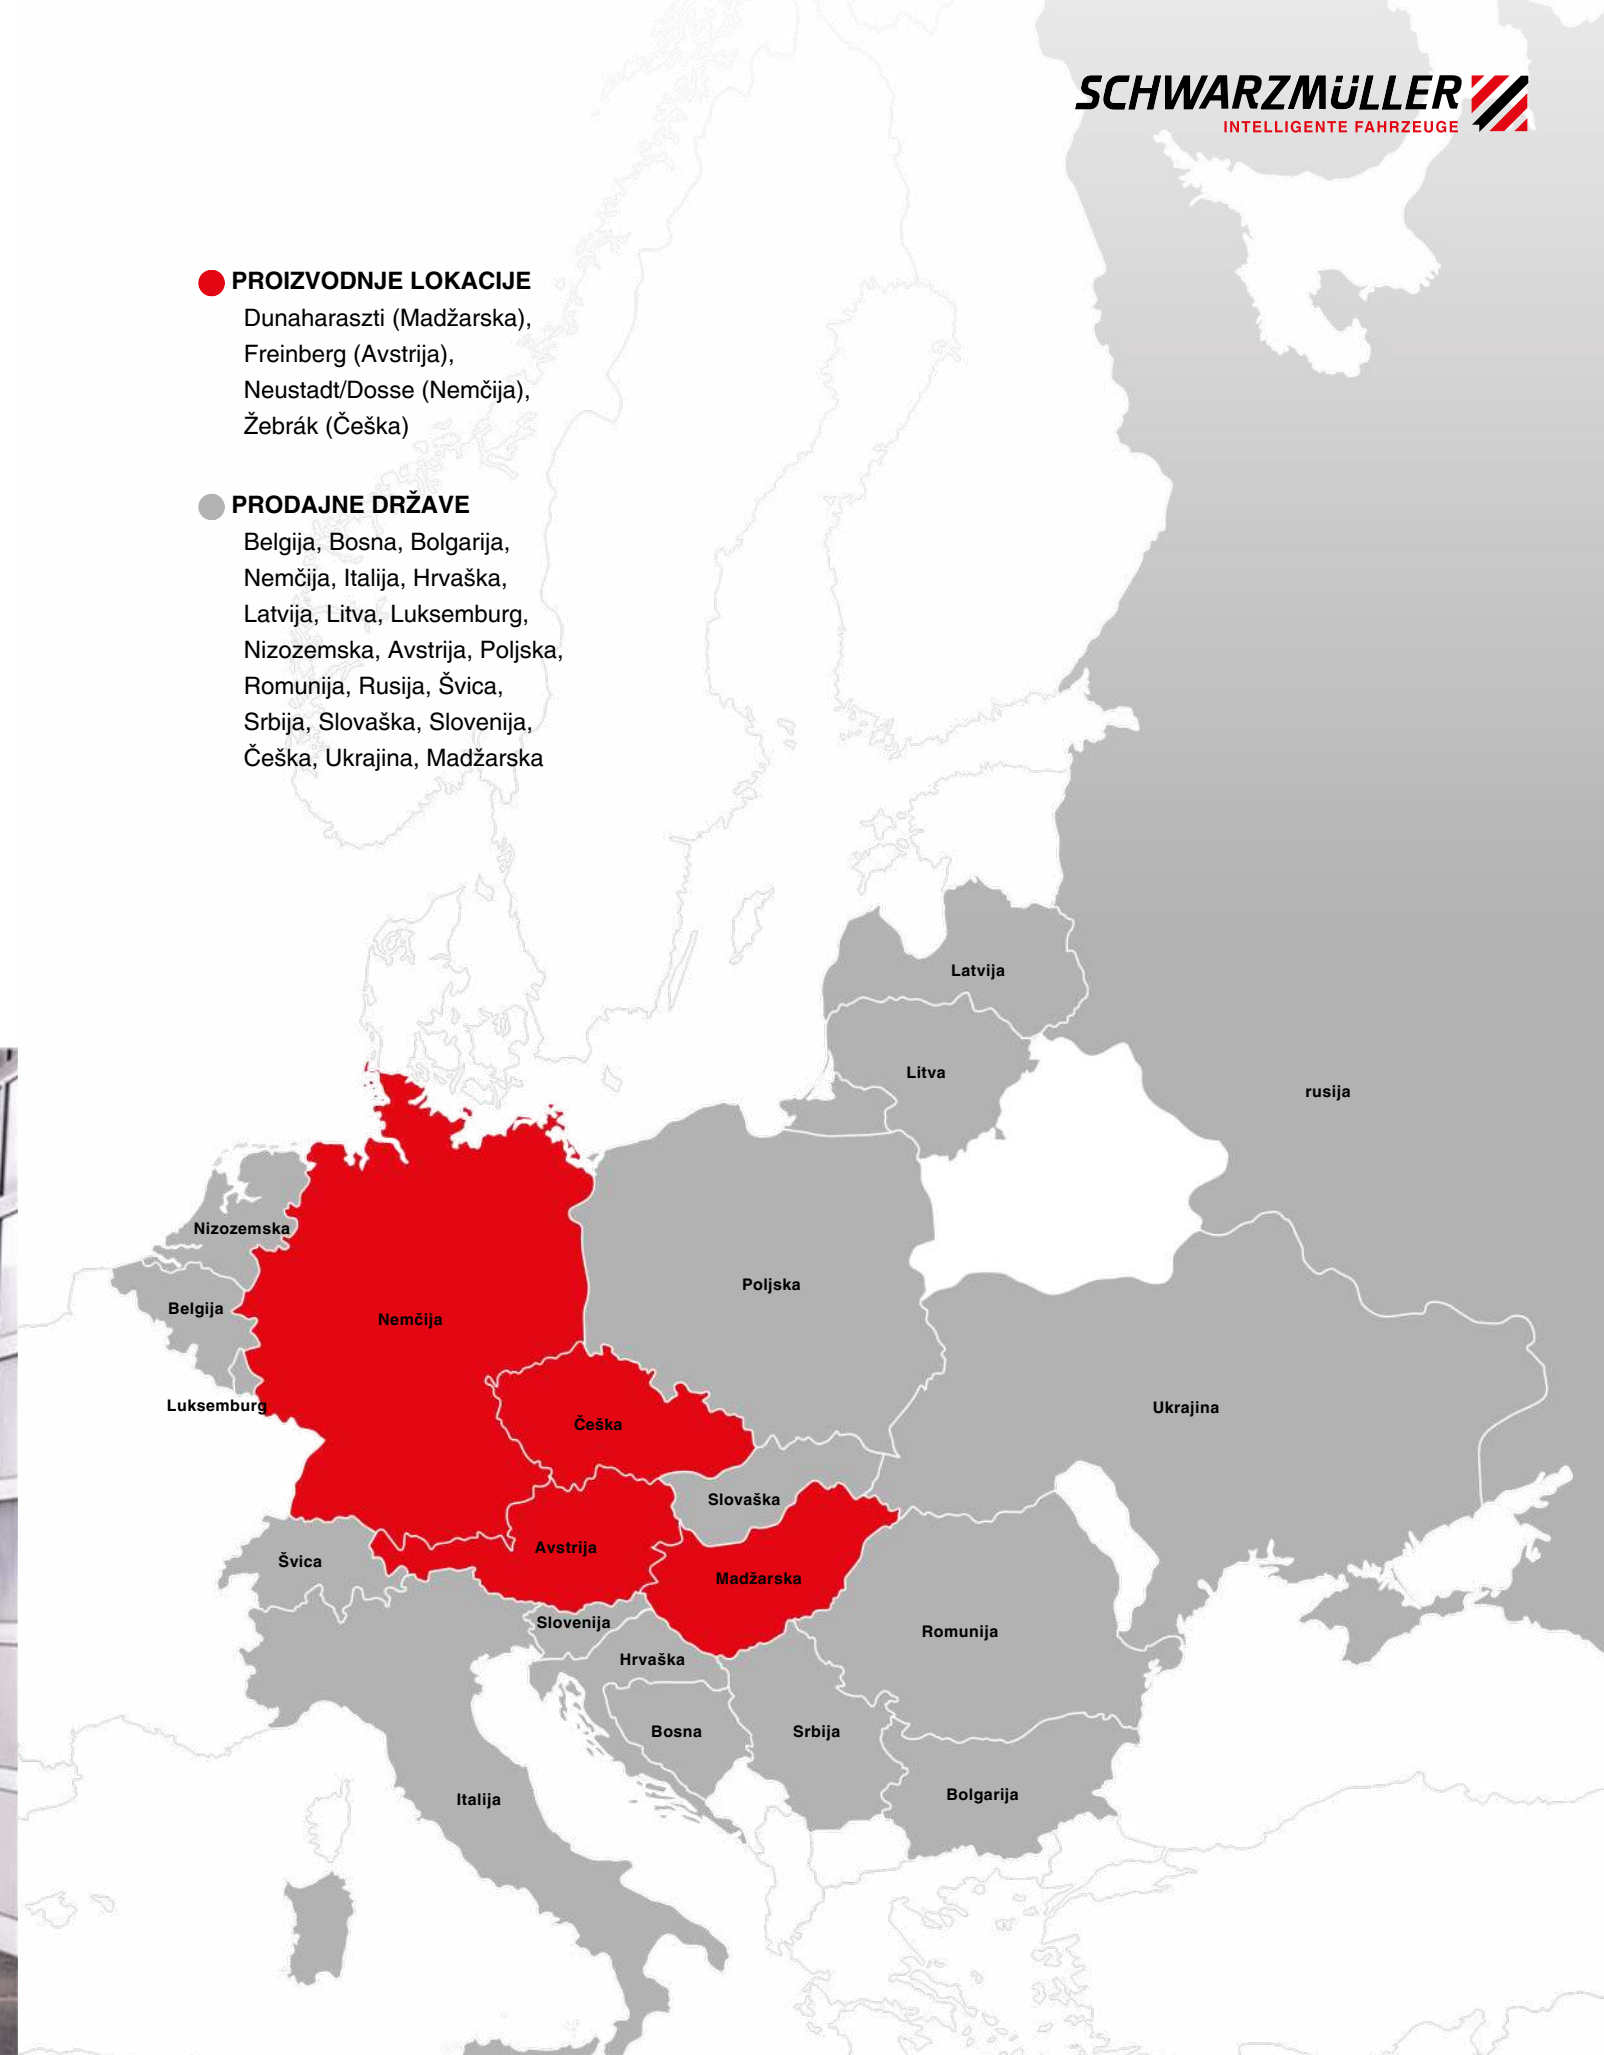 SCHWARZMÜLLER
INTELLIGENTE FAHRZEUGE
PROIZVODNJE LOKACIJE
Dunaharaszti (Madžarska),
Freinberg (Avstrija),
Neustadt/Dosse (Nemčija),
Žebrák (Češka)
PRODAJNE DRŽAVE
Belgija, Bosna, Bolgarija,
Nemčija, Italija, Hrvaška,
Latvija, Litva, Luksemburg,
Nizozemska, Avstrija, Poljska,
Romunija, Rusija, Švica,
Srbija, Slovaška, Slovenija,
Češka, Ukrajina, Madžarska
Latvija
Litva
rusija
Nizozemska
Poljska
Belgija
Nemčija
Luksemburg
Ukrajina
Češka
Slovaška
Avstrija
Švica
Madžarska
Slovenija
Romunija
Hrvaška
Bosna
Srbija
Bolgarija
Italija